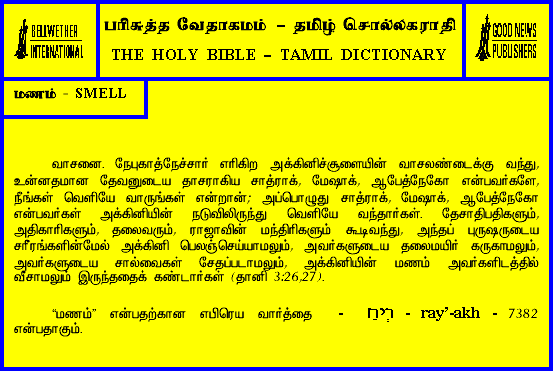 BELLWETHER
INTERNATIONAL
பரிசுத்த வேதாகமம் – தமிழ் சொல்லகராதி
THE HOLY BIBLE – TAMIL DICTIONARY
GOOD NEWS
PUBLISHERS
மணம் - SMELL
வாசனை. நேபுகாத்நேச்சார் எரிகிற அக்கினிச்சூளையின் வாசலண்டைக்கு வந்து,
உன்னதமான தேவனுடைய தாசராகிய சாத்ராக், மேஷாக், ஆபேத்நேகோ என்பவர்களே,
நீங்கள் வெளியே வாருங்கள் என்றான்; அப்பொழுது சாத்ராக், மேஷாக், ஆபேத்நேகோ
என்பவர்கள் அக்கினியின் நடுவிலிருந்து வெளியே வந்தார்கள். தேசாதிபதிகளும்,
அதிகாரிகளும், தலைவரும், ராஜாவின் மந்திரிகளும் கூடிவந்து, அந்தப் புருஷருடைய
சரீரங்களின்மேல் அக்கினி பெலஞ்செய்யாமலும், அவர்களுடைய தலைமயிர் கருகாமலும்,
அவர்களுடைய சால்வைகள் சேதப்படாமலும், அக்கினியின் மணம் அவர்களிடத்தில்
வீசாமலும் இருந்ததைக் கண்டார்கள் (தானி 3:26,27).
“மணம்” என்பதற்கான எபிரெய வார்த்தை - רֵיחַ - ray’-akh - 7382
என்பதாகும்.